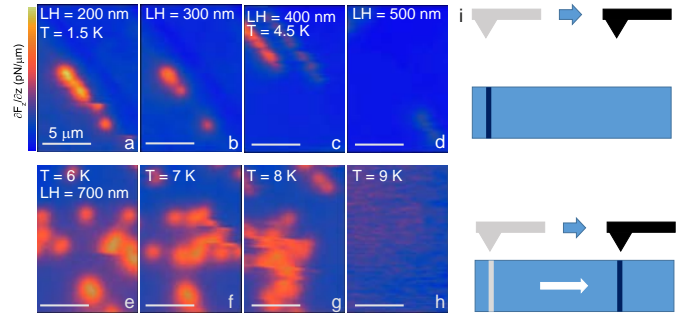 ∂Fz/∂z (pN/μm)
LH = 200 nm
T = 1.5 K
5 μm
a
LH = 300 nm
b
LH = 400 nm
T = 4.5 K
c
LH = 500 nm
d
i
T = 6 K
LH = 700 nm
e
T = 7 K
f
T = 8 K
g
T = 9 K
h